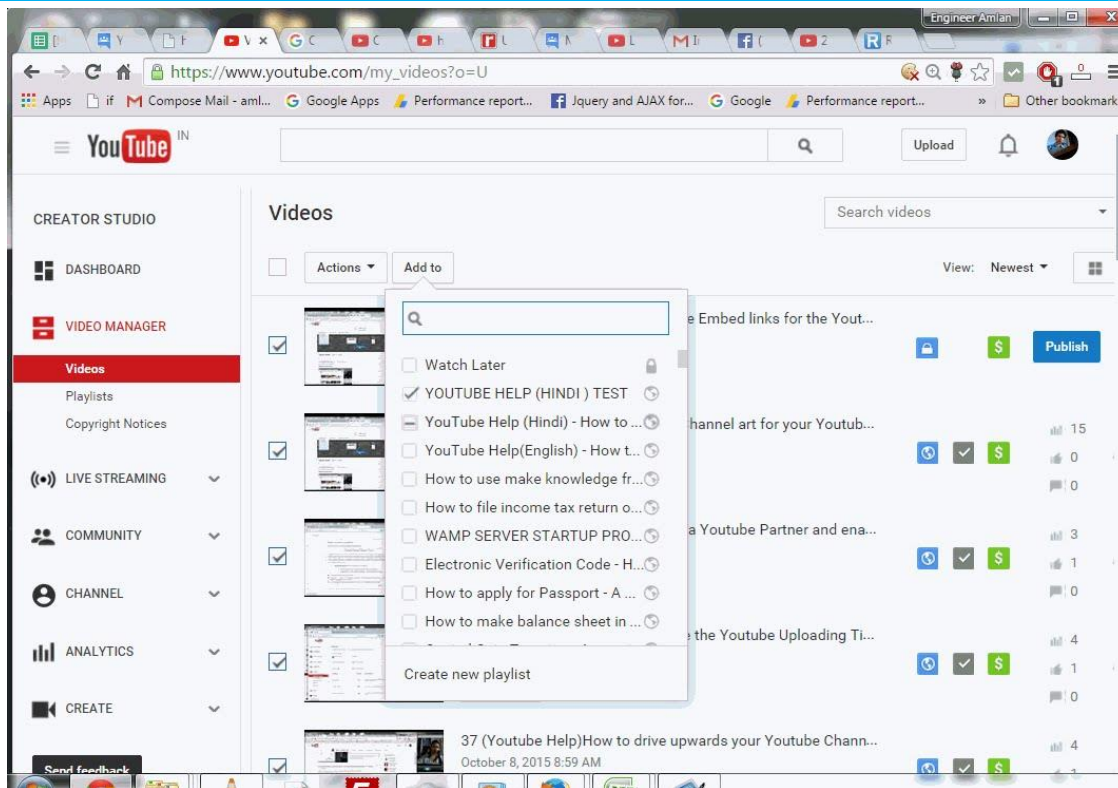 Engineer Amlan
https://www.youtube.com/my_videos?o=U
Apps if Compose Mail - aml... Google Apps Performance report... Jquery and AJAX for... Google Performance report... » Other bookmark
YouTube IN
Upload
CREATOR STUDIO
DASHBOARD
VIDEO MANAGER
Videos
Playlists
Copyright Notices
LIVE STREAMING
COMMUNITY
CHANNEL
ANALYTICS
CREATE
Send feedback
Videos
Search videos
Actions
Add to
View: Newest
Watch Later
YOUTUBE HELP (HINDI ) TEST
YouTube Help (Hindi) - How to ...
YouTube Help(English) - How t...
How to use make knowledge fr...
How to file income tax return o...
WAMP SERVER STARTUP PRO...
Electronic Verification Code - H...
How to apply for Passport - A ...
How to make balance sheet in ...
Create new playlist
e Embed links for the Yout...
Publish
hannel art for your Youtub...
15
0
0
a Youtube Partner and ena...
3
1
0
the Youtube Uploading Ti...
4
1
0
37 (Youtube Help)How to drive upwards your Youtube Chann...
October 8, 2015 8:59 AM
4
1